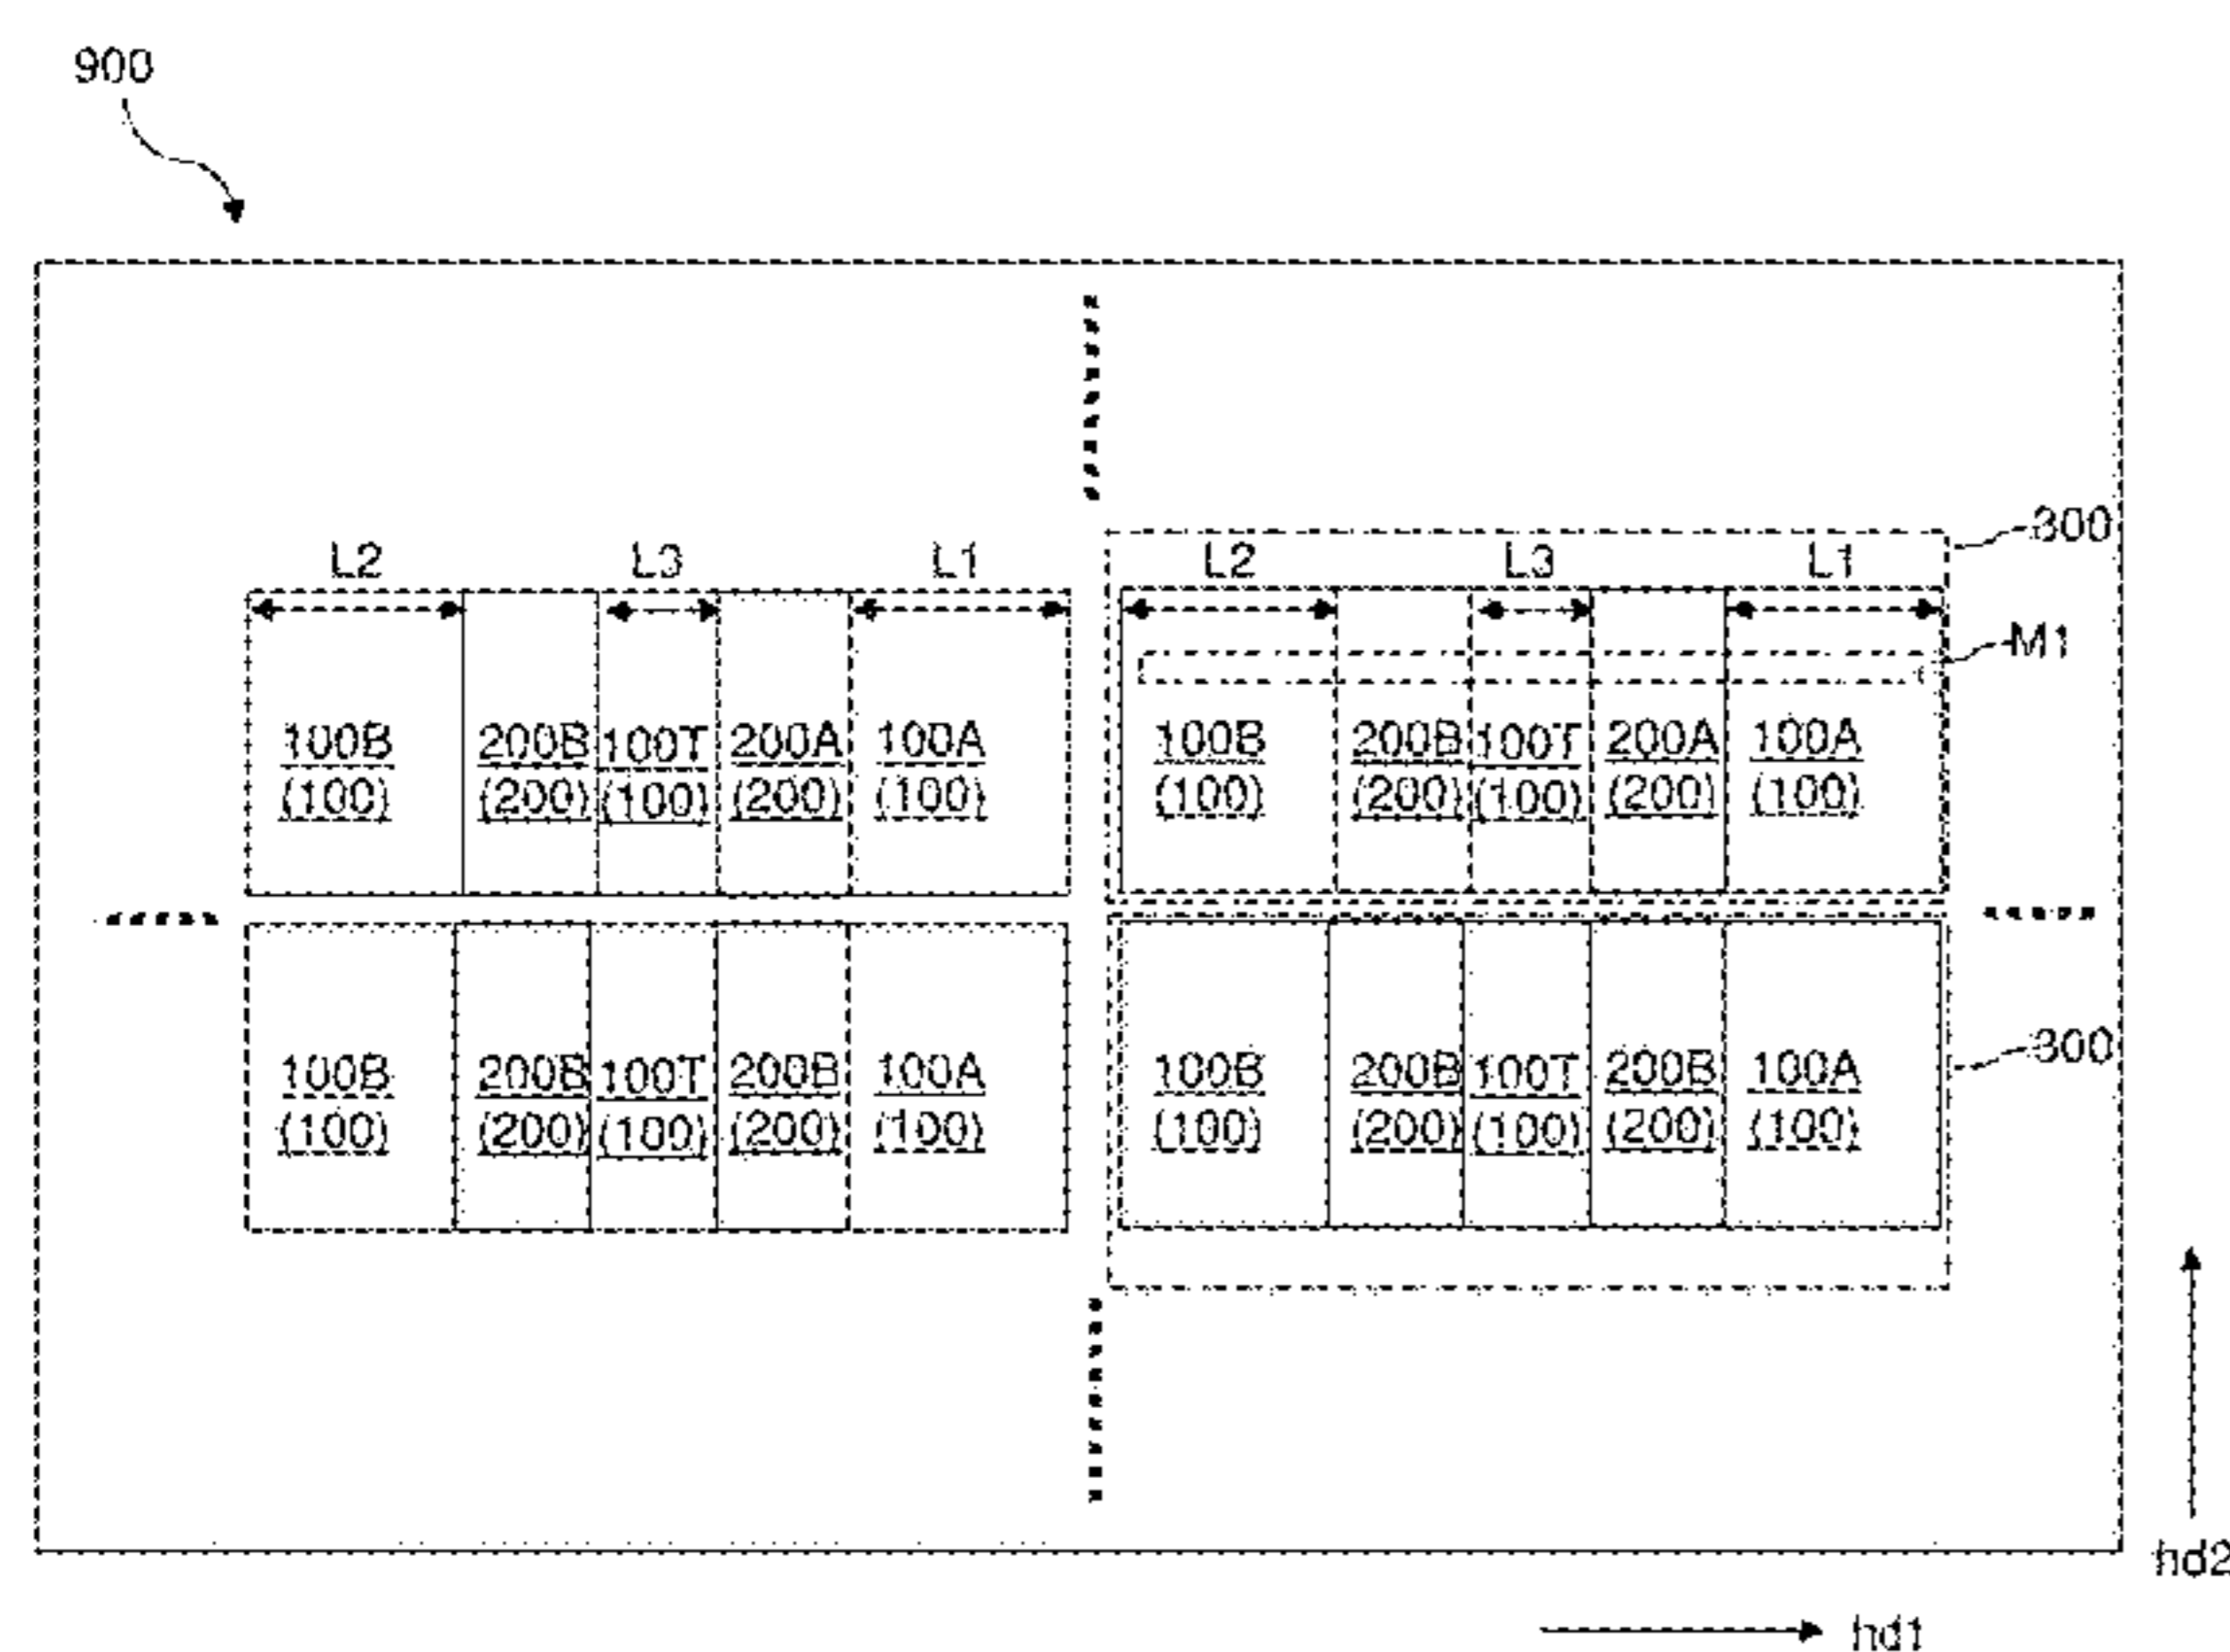 900
300
L2 L3 L1 L2 L3 L1
M1
100B 200B 100T 200A 100A 100B 200B 100T 200A 100A
(100) (200) (100) (200) (100) (100) (200) (100) (200) (100)
300
100B 200B 100T 200B 100A 100B 200B 100T 200B 100A
(100) (200) (100) (200) (100) (100) (200) (100) (200) (100)
hd2
hd1